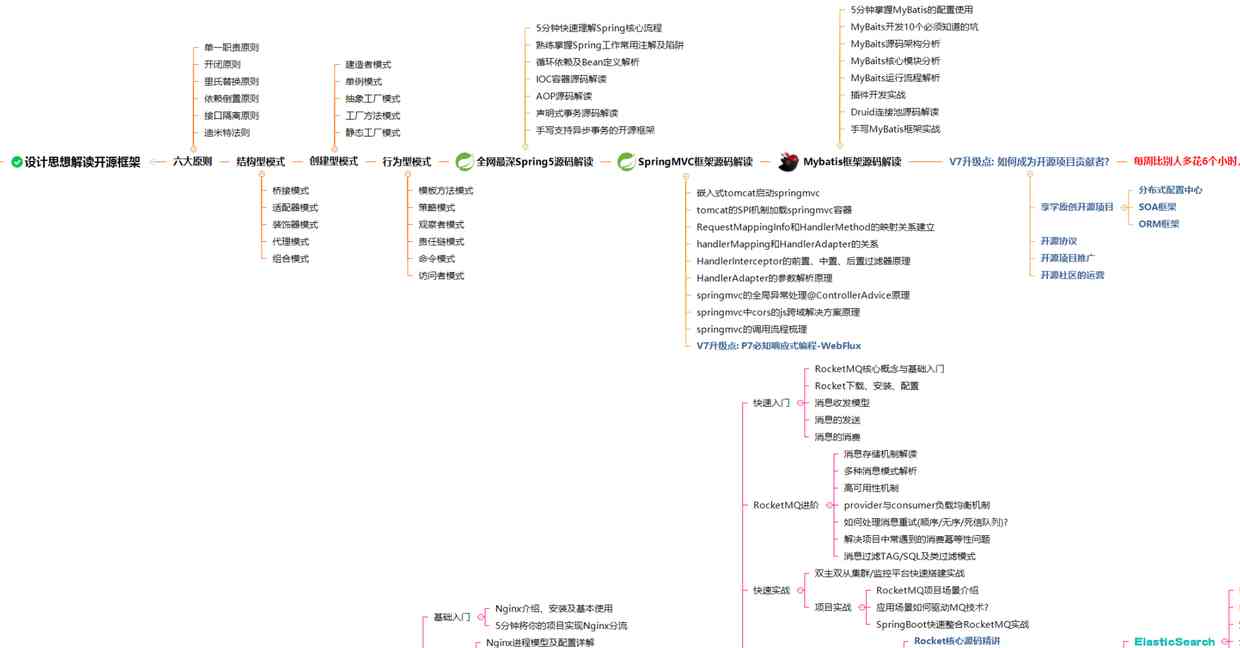 设计思想解读开源框架
六大原则
单一职责原则
开闭原则
里氏替换原则
依赖倒置原则
接口隔离原则
迪米特法则
结构型模式
桥接模式
适配器模式
装饰器模式
代理模式
组合模式
创建型模式
建造者模式
单例模式
抽象工厂模式
工厂方法模式
静态工厂模式
行为型模式
模板方法模式
策略模式
观察者模式
责任链模式
命令模式
访问者模式
全网最深Spring5源码解读
5分钟快速理解Spring核心流程
熟练掌握Spring工作常用注解及陷阱
循环依赖及Bean定义解析
IOC容器源码解读
AOP源码解读
声明式事务源码解读
手写支持异步事务的开源框架
SpringMVC框架源码解读
嵌入式tomcat启动springmvc
tomcat的SPI机制加载springmvc容器
RequestMappingInfo和HandlerMethod的映射关系建立
handlerMapping和HandlerAdapter的关系
HandlerInterceptor的前置、中置、后置过滤器原理
HandlerAdapter的参数解析原理
springmvc的全局异常处理@ControllerAdvice原理
springmvc中cors的js跨域解决方案原理
springmvc的调用流程梳理
V7升级点: P7必知响应式编程-WebFlux
Mybatis框架源码解读
5分钟掌握MyBatis的配置使用
MyBaits开发10个必须知道的坑
MyBaits源码架构分析
MyBaits核心模块分析
MyBaits运行流程解析
插件开发实战
Druid连接池源码解读
手写MyBatis框架实战
V7升级点: 如何成为开源项目贡献者?
享学原创开源项目
分布式配置中心
SOA框架
ORM框架
开源协议
开源项目推广
开源社区的运营
每周比别人多花6个小时,
快速入门
RocketMQ核心概念与基础入门
Rocket下载、安装、配置
消息收发模型
消息的发送
消息的消费
RocketMQ进阶
消息存储机制解读
多种消息模式解析
高可用性机制
provider与consumer负载均衡机制
如何处理消息重试(顺序/无序/死信队列)?
解决项目中常遇到的消费幂等性问题
消息过滤TAG/SQL及类过滤模式
快速实战
双主双从集群/监控平台快速搭建实战
项目实战
RocketMQ项目场景介绍
应用场景如何驱动MQ技术?
SpringBoot快速整合RocketMQ实战
Rocket核心源码精讲
基础入门
Nginx介绍、安装及基本使用
5分钟将你的项目实现Nginx分流
Nginx进程模型及配置详解
ElasticSearch